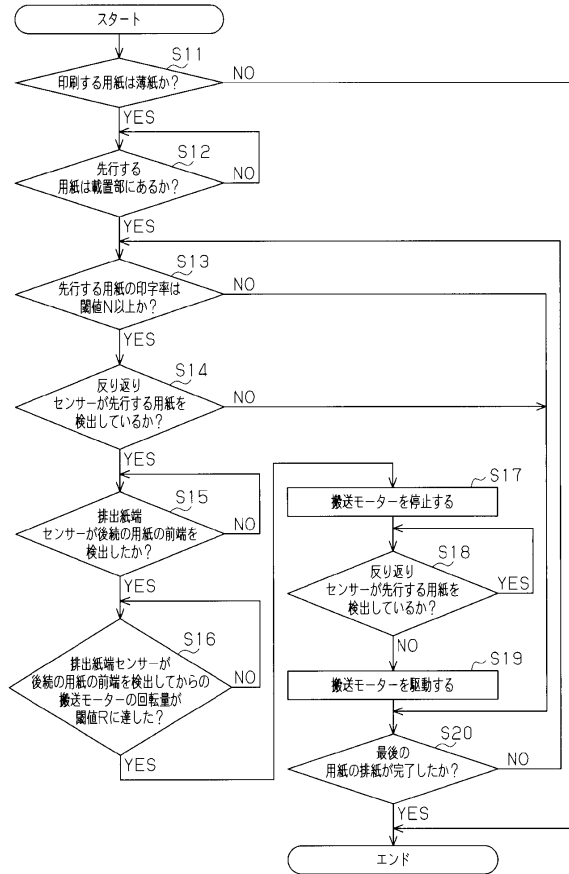 スタート
S11
印刷する用紙は薄紙か?
NO
YES
S12
先行する
用紙は載置部にあるか?
NO
YES
S13
先行する用紙の印字率は
閾値N以上か?
NO
YES
S14
反り返り
センサーが先行する用紙を
検出しているか?
NO
YES
S15
排出紙端
センサーが後続の用紙の前端を
検出したか?
NO
YES
S16
排出紙端センサーが
後続の用紙の前端を検出してからの
搬送モーターの回転量が
閾値Rに達した?
NO
YES
S17
搬送モーターを停止する
S18
反り返り
センサーが先行する用紙を
検出しているか?
YES
NO
S19
搬送モーターを駆動する
S20
最後の
用紙の排紙が完了したか?
NO
YES
エンド